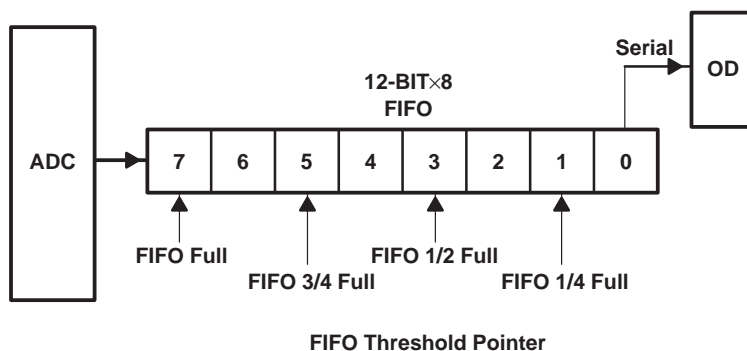 Serial
OD
12-BIT×8
FIFO
ADC
7 6 5 4 3 2 1 0
FIFO Full
FIFO 1/2 Full
FIFO 3/4 Full
FIFO 1/4 Full
FIFO Threshold Pointer